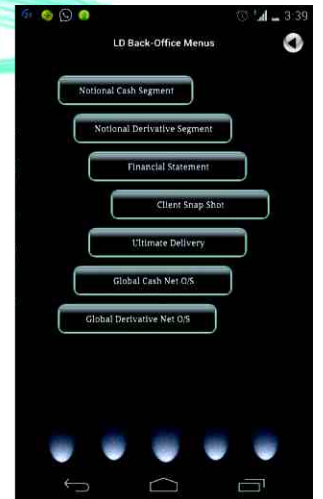 3:39
LD Back-Office Menus
Notional Cash Segment
Notional Derivative Segment
Financial Statement
Client Snap Shot
Ultimate Delivery
Global Cash Net O/S
Global Derivative Net O/S